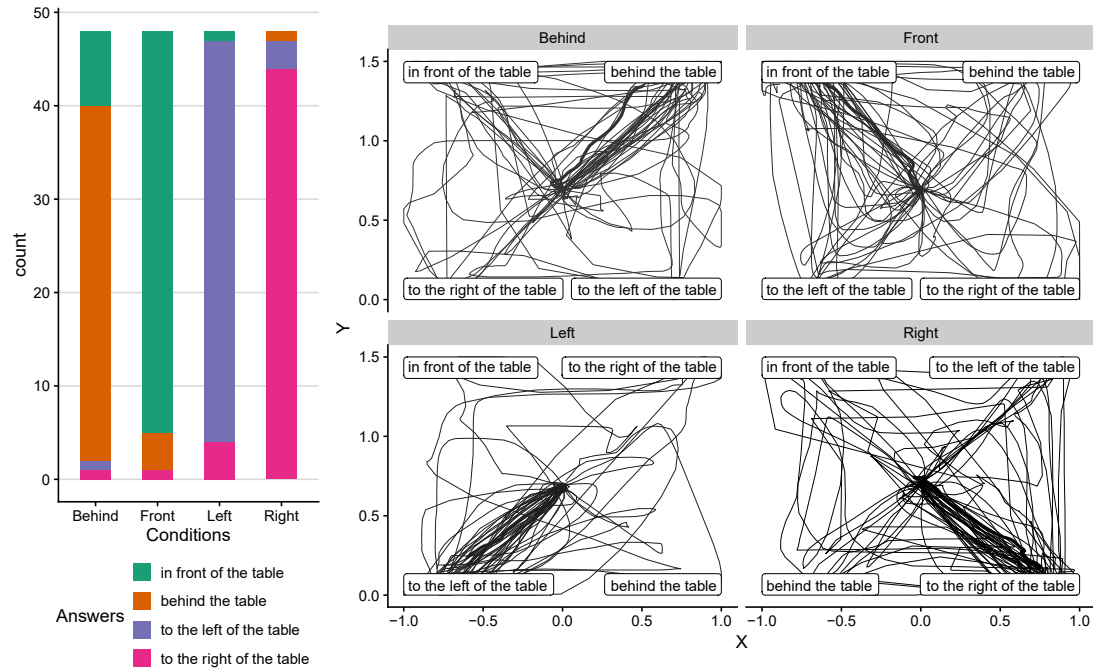 50
40
30
20
10
0
count
Behind Front Left Right
Conditions
Answers
in front of the table
behind the table
to the left of the table
to the right of the table
Behind
in front of the table behind the table
to the right of the table to the left of the table
Front
in front of the table behind the table
to the left of the table to the right of the table
Left
in front of the table to the right of the table
to the left of the table behind the table
Right
in front of the table to the left of the table
behind the table to the right of the table
1.5
1.0
0.5
0.0
1.5
1.0
0.5
0.0
Y
−1.0 −0.5 0.0 0.5 1.0 −1.0 −0.5 0.0 0.5 1.0
X